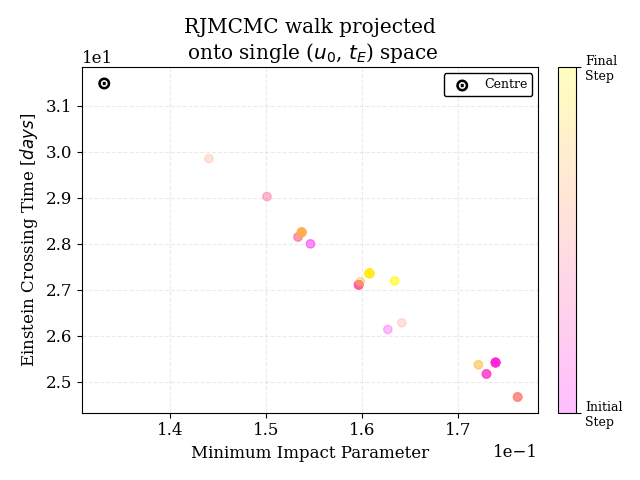 RJMCMC walk projected
onto single (u₀, t_E) space
1e1
Centre
3.1
3.0
2.9
2.8
2.7
2.6
2.5
Einstein Crossing Time [days]
1.4
1.5
1.6
1.7
1e−1
Minimum Impact Parameter
Final
Step
Initial
Step